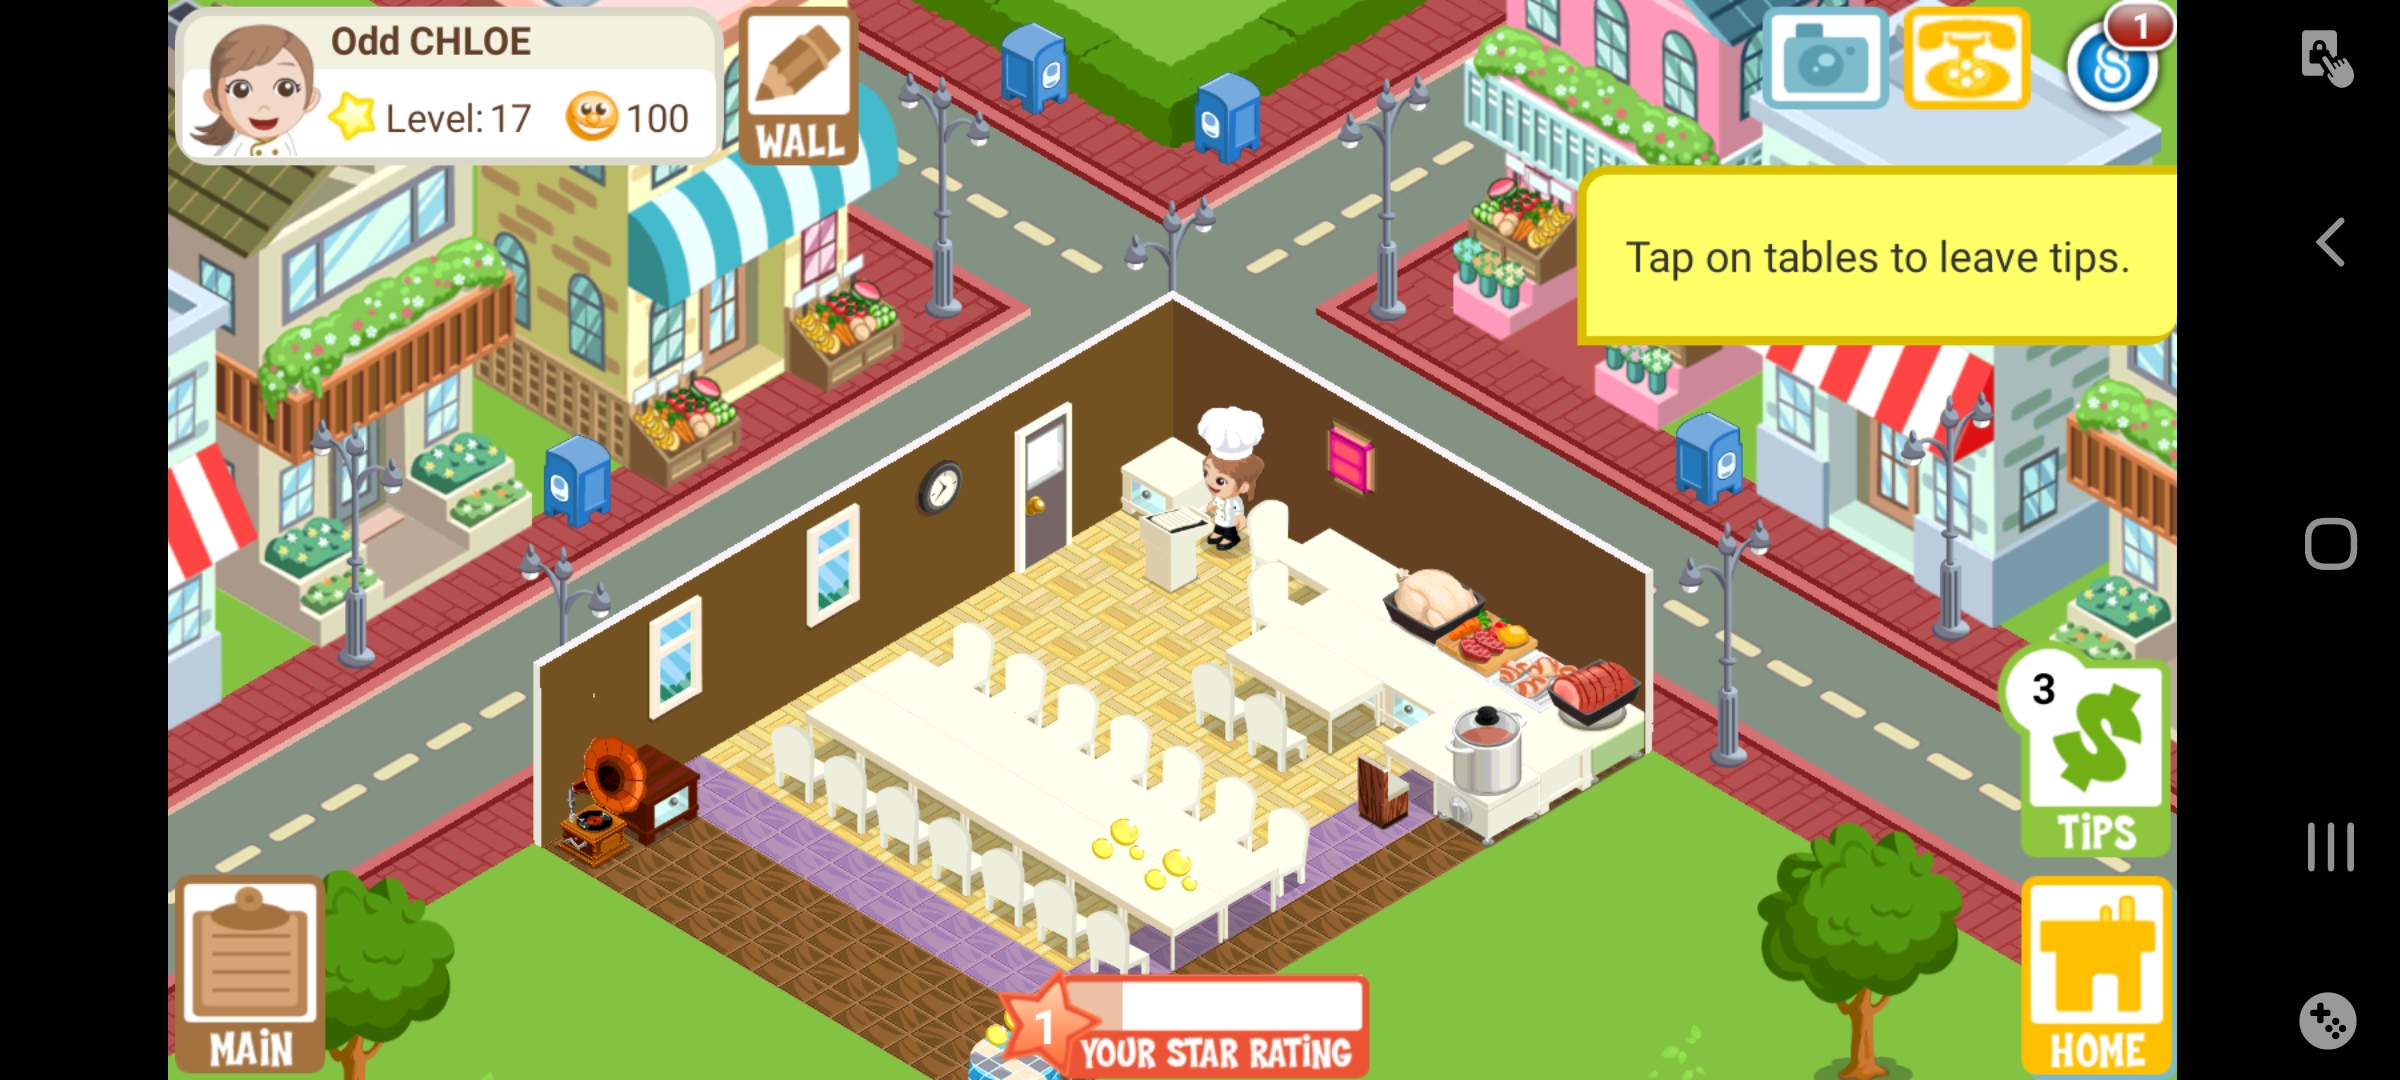 Odd CHLOE
Level: 17
100
WALL
1
Tap on tables to leave tips.
3
TiPS
MAiN
1
YOUR STAR RATiNG
HOME